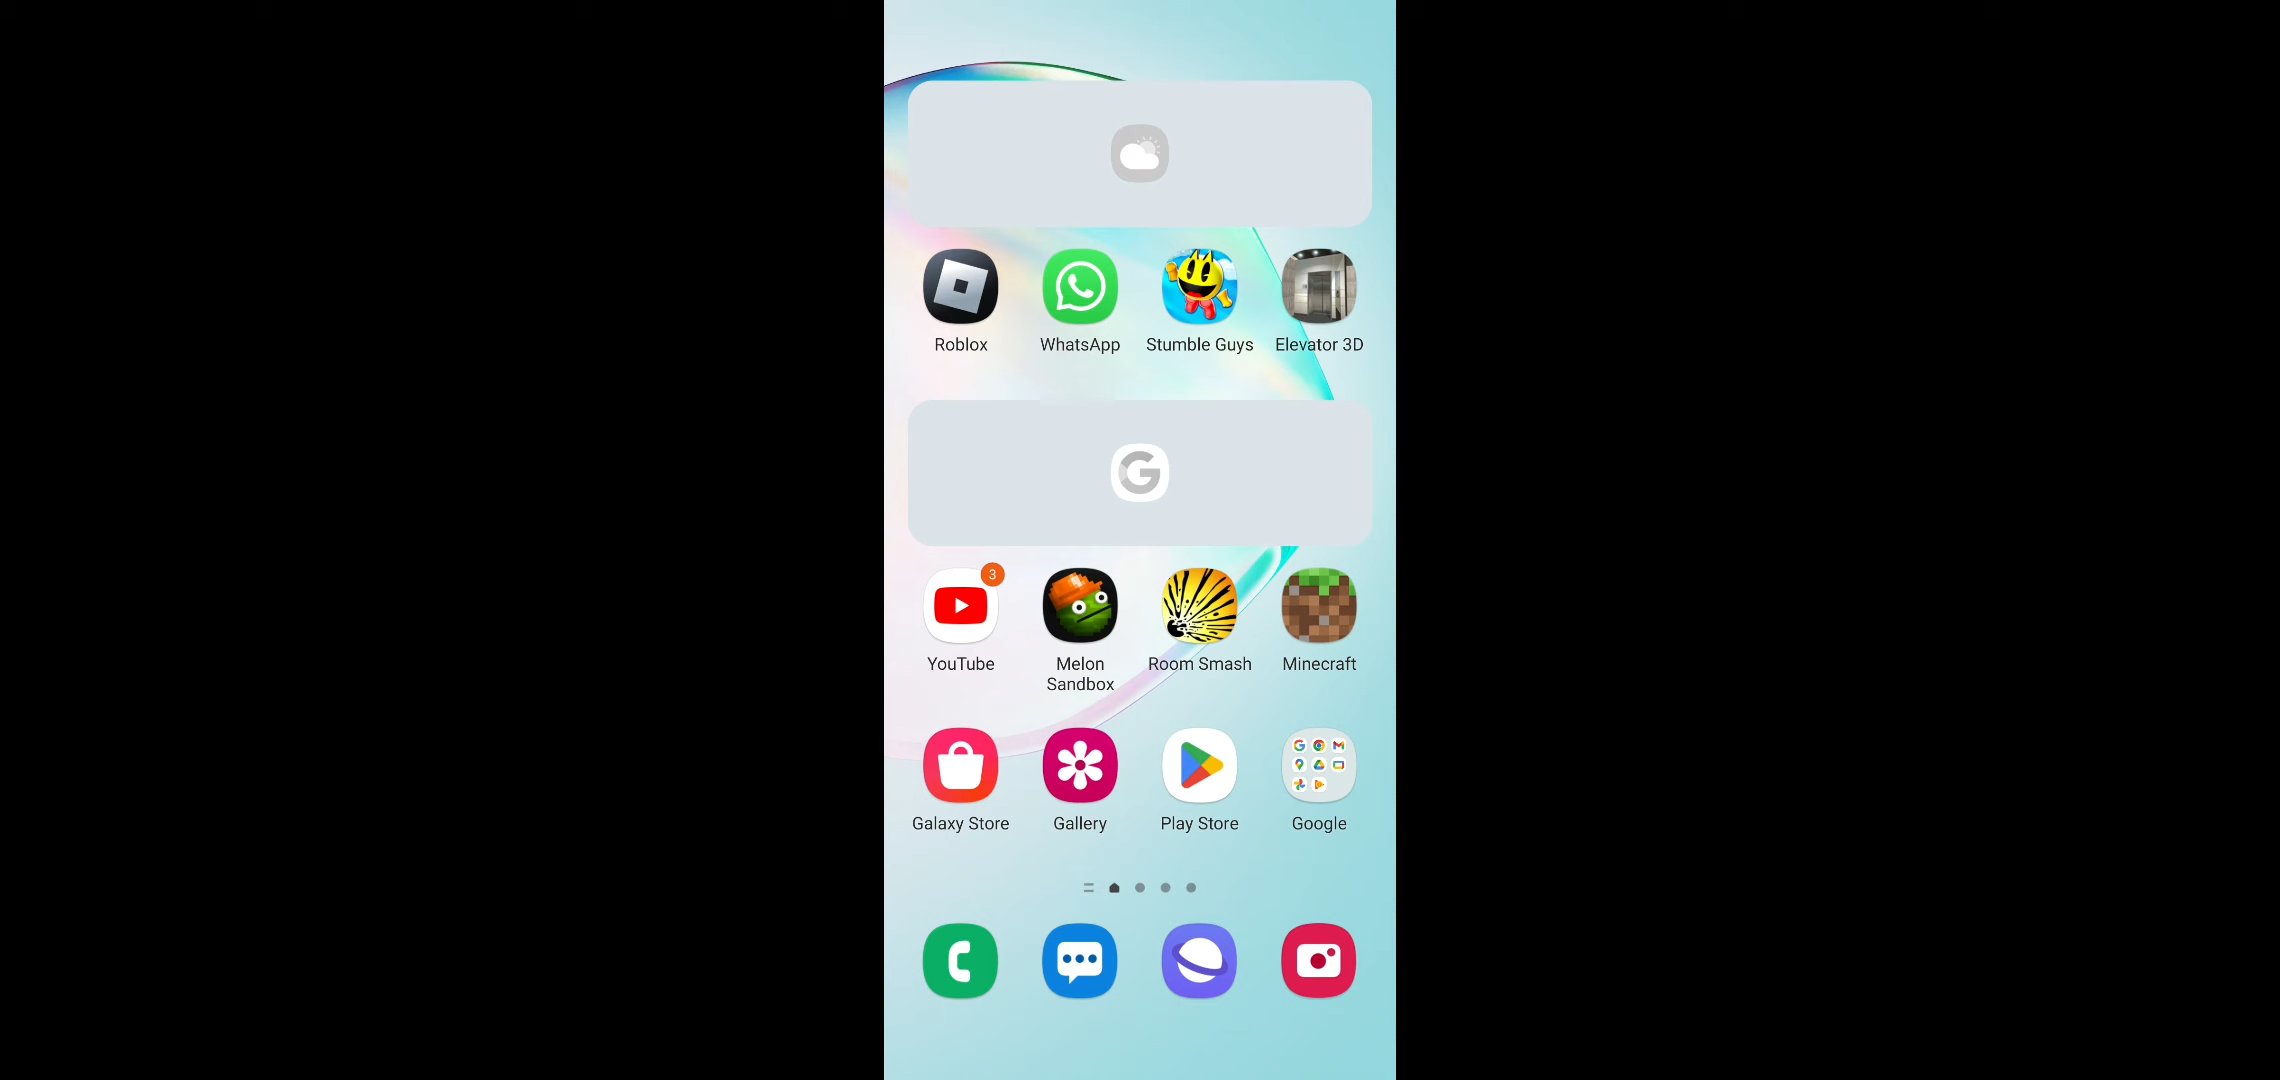 Roblox WhatsApp Stumble Guys Elevator 3D
3
YouTube Melon Sandbox Room Smash Minecraft
Galaxy Store Gallery Play Store Google